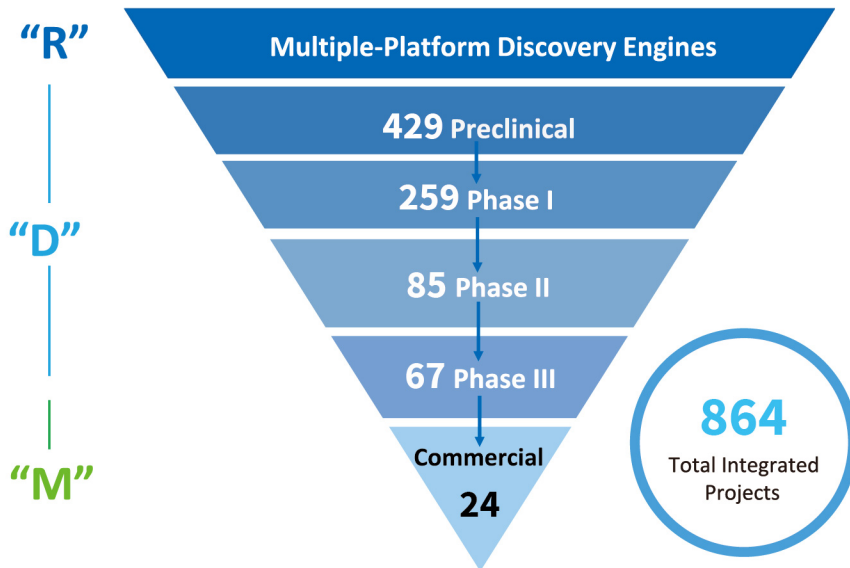 “R”
Multiple-Platform Discovery Engines
429 Preclinical
259 Phase I
“D”
85 Phase II
67 Phase III
864
Total Integrated
Projects
Commercial
“M”
24